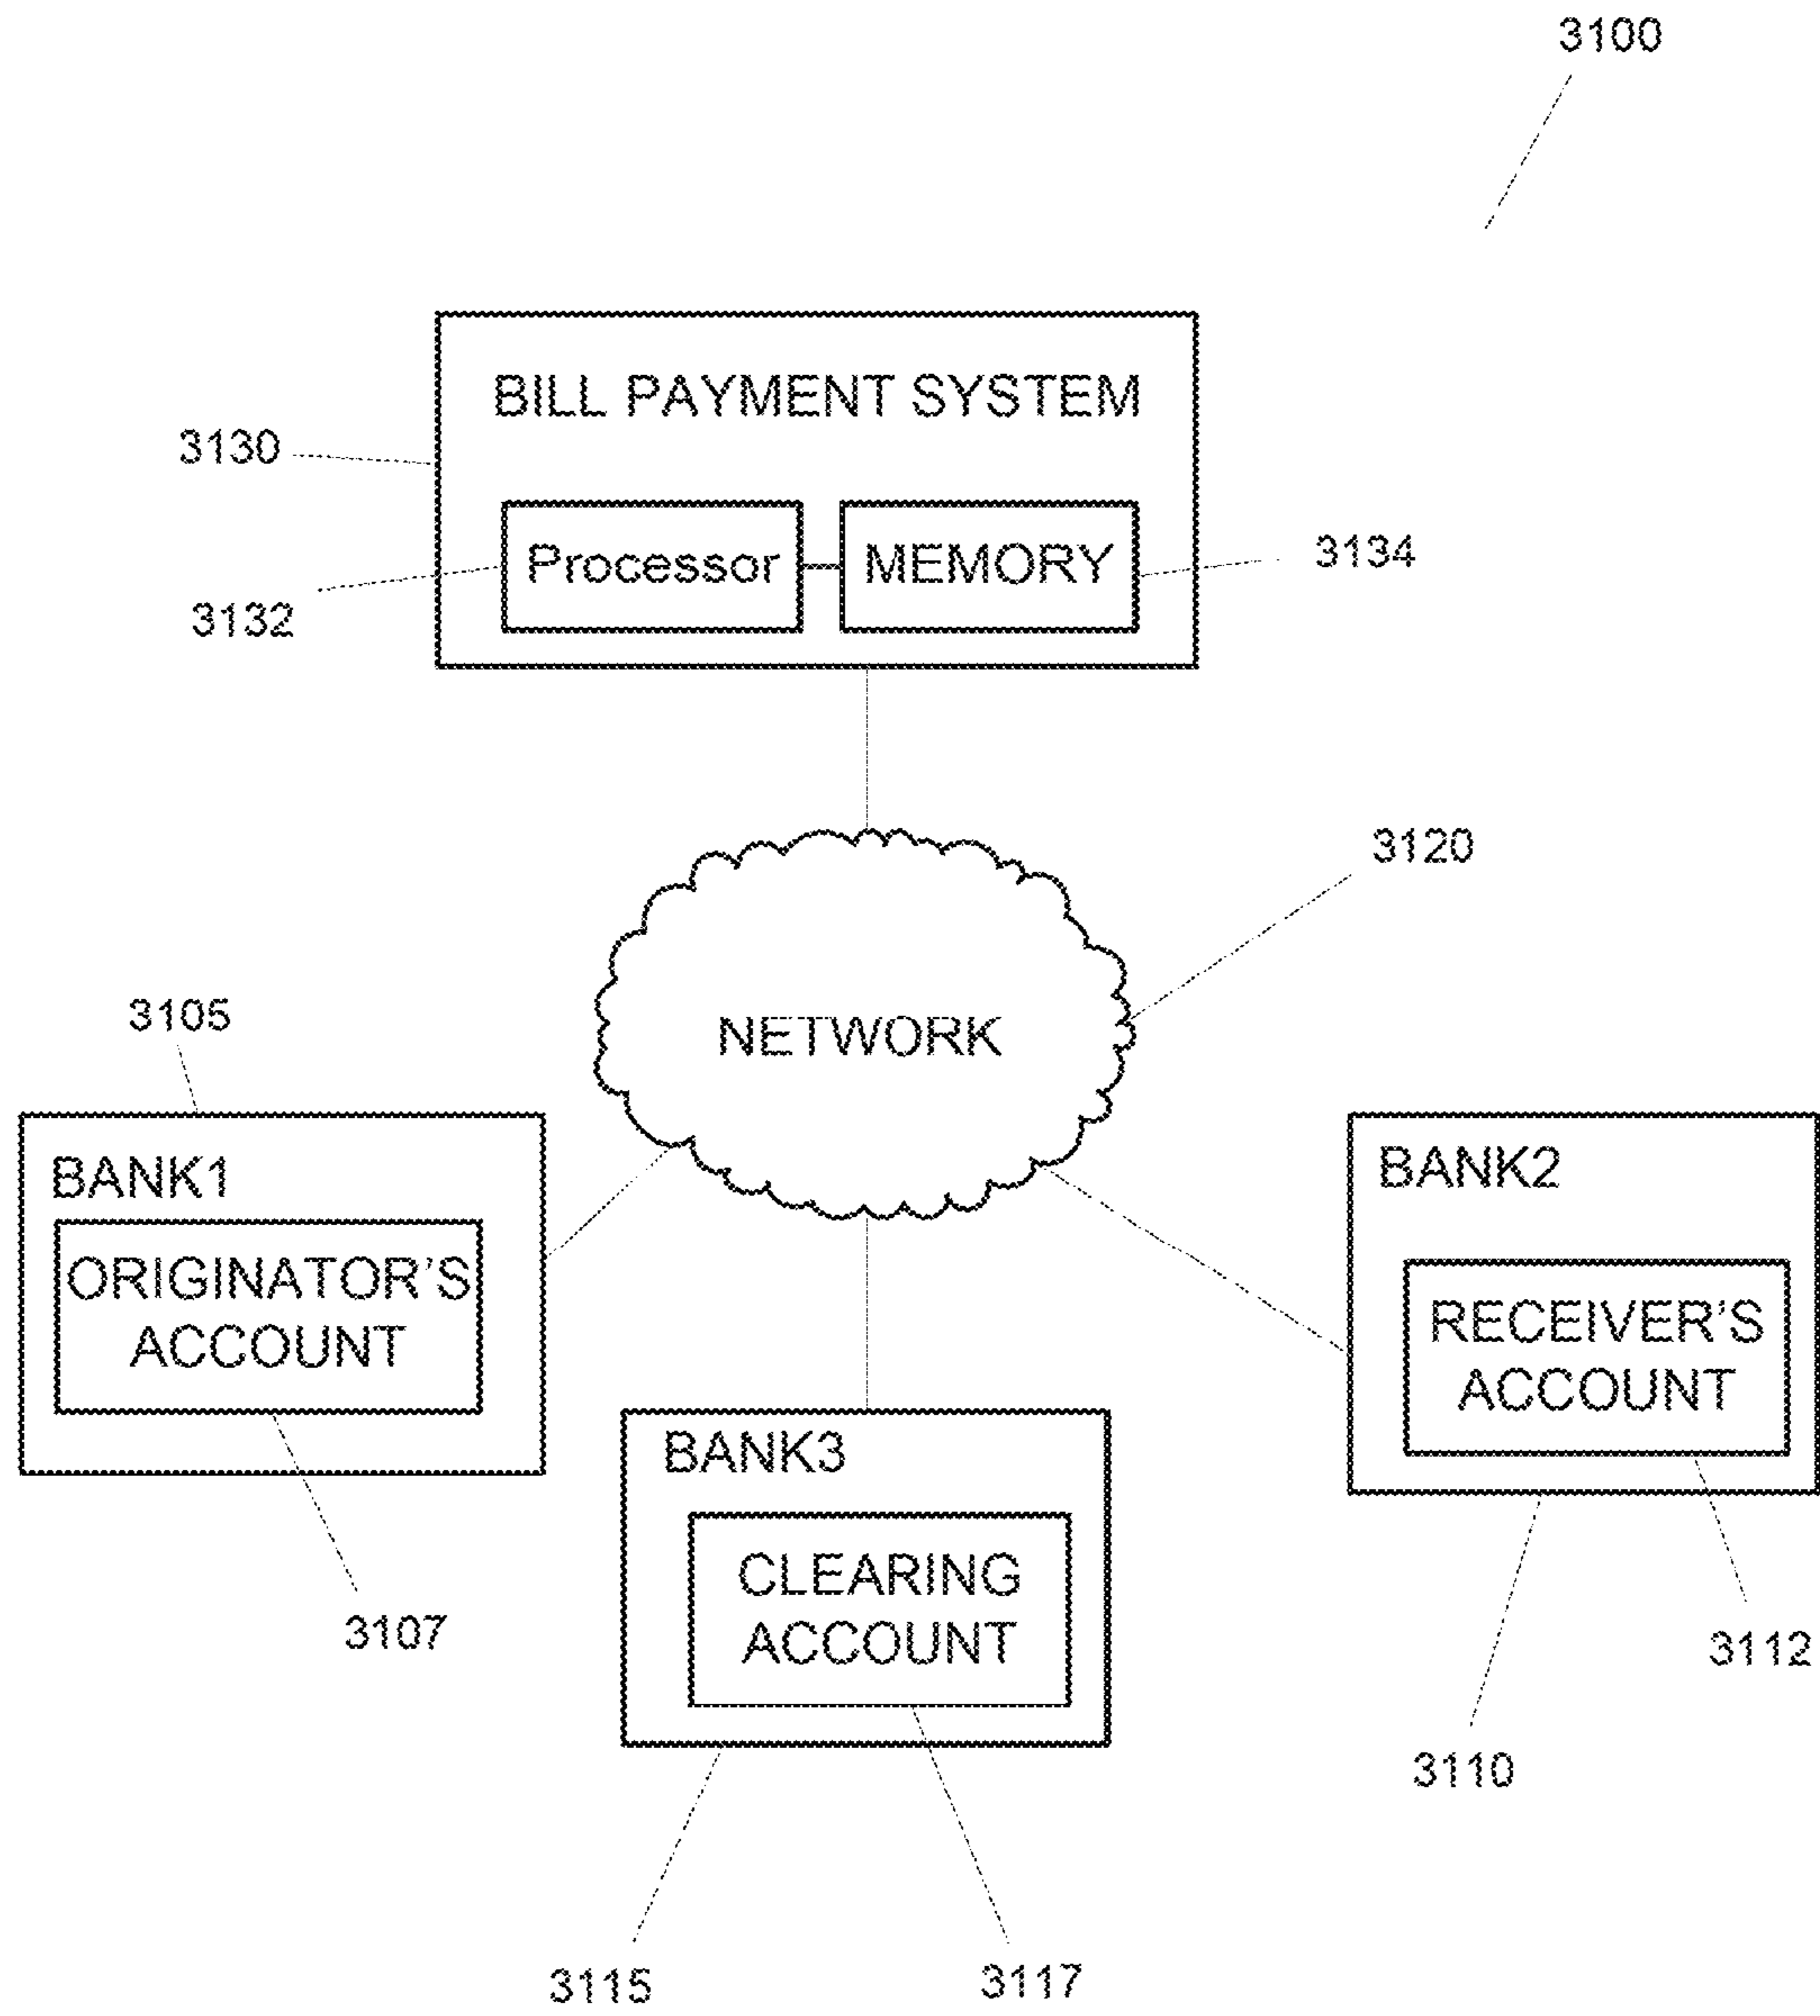 3100
BILL PAYMENT SYSTEM
3130
Processor
MEMORY
3134
3132
3120
NETWORK
3105
BANK1
ORIGINATOR'S
ACCOUNT
BANK2
RECEIVER'S
ACCOUNT
BANK3
CLEARING
ACCOUNT
3107
3112
3110
3115
3117